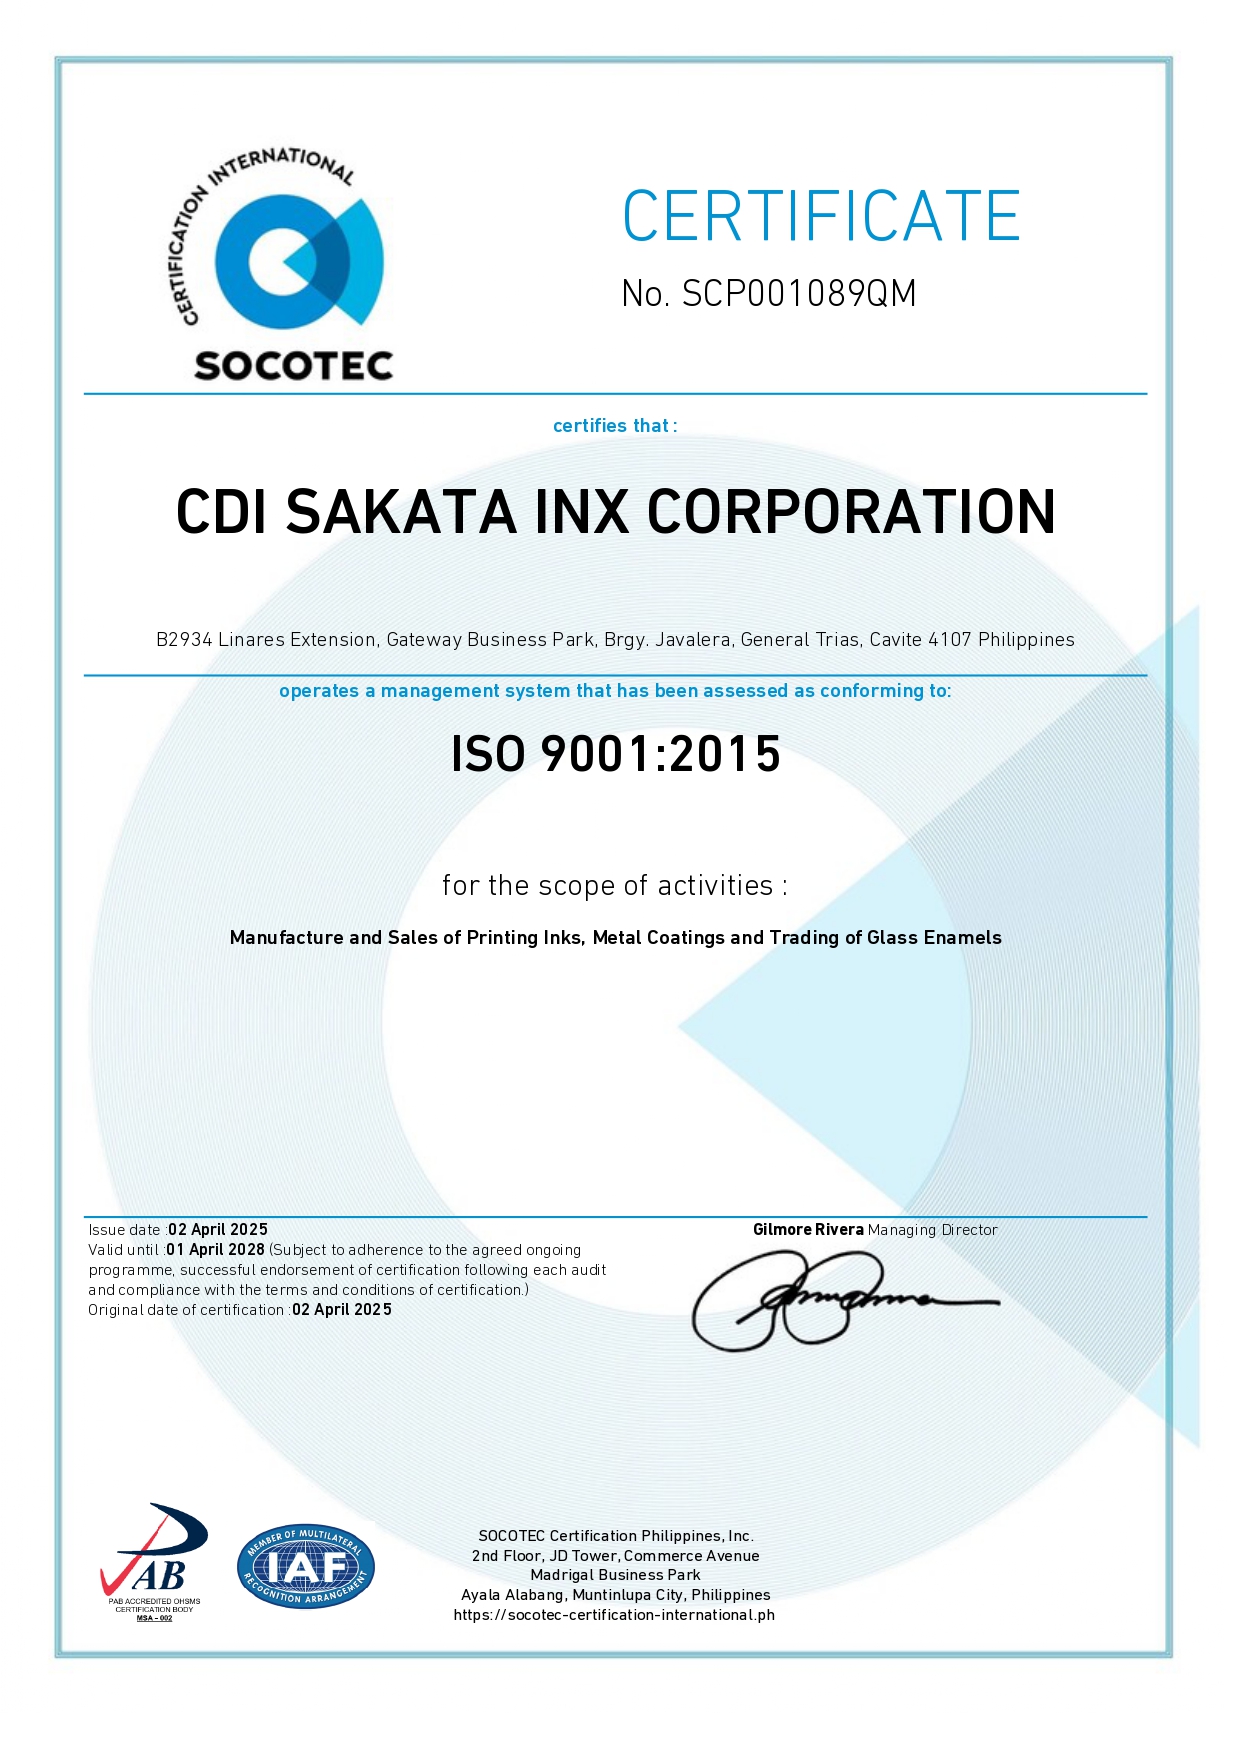 CERTIFICATION INTERNATIONAL
SOCOTEC
CERTIFICATE
No. SCP001089QM
certifies that :
CDI SAKATA INX CORPORATION
B2934 Linares Extension, Gateway Business Park, Brgy. Javalera, General Trias, Cavite 4107 Philippines
operates a management system that has been assessed as conforming to:
ISO 9001:2015
for the scope of activities :
Manufacture and Sales of Printing Inks, Metal Coatings and Trading of Glass Enamels
Issue date :02 April 2025
Valid until :01 April 2028 (Subject to adherence to the agreed ongoing
programme, successful endorsement of certification following each audit
and compliance with the terms and conditions of certification.)
Original date of certification :02 April 2025
Gilmore Rivera Managing Director
PAB
PAB ACCREDITED OHSMS
CERTIFICATION BODY
MSA - 002
MEMBER OF MULTILATERAL
IAF
RECOGNITION ARRANGEMENT
SOCOTEC Certification Philippines, Inc.
2nd Floor, JD Tower, Commerce Avenue
Madrigal Business Park
Ayala Alabang, Muntinlupa City, Philippines
https://socotec-certification-international.ph